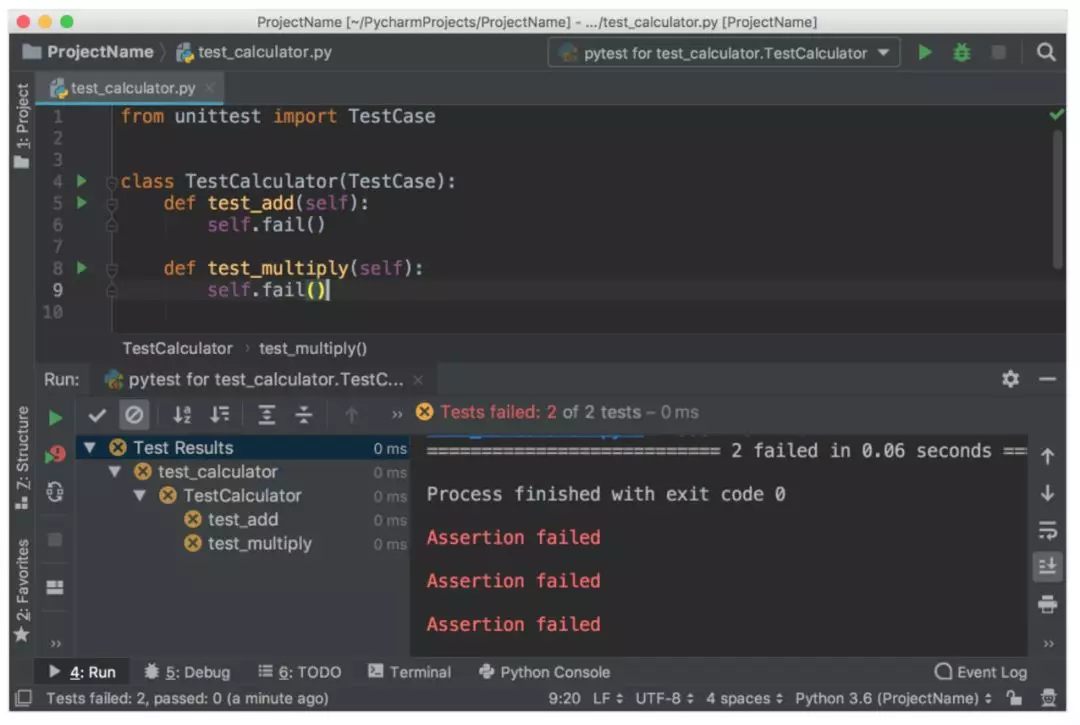 ProjectName [~/PycharmProjects/ProjectName] - .../test_calculator.py [ProjectName]
ProjectName test_calculator.py pytest for test_calculator.TestCalculator
test_calculator.py
1: Project
1 from unittest import TestCase
2
3
4 class TestCalculator(TestCase):
5 def test_add(self):
6 self.fail()
7
8 def test_multiply(self):
9 self.fail()
10
TestCalculator › test_multiply()
Run: pytest for test_calculator.TestC...
Tests failed: 2 of 2 tests – 0 ms
Test Results 0 ms
test_calculator 0 ms
TestCalculator 0 ms
test_add 0 ms
test_multiply 0 ms
9
=========================== 2 failed in 0.06 seconds ==
Process finished with exit code 0
Assertion failed
Assertion failed
Assertion failed
Z: Structure
2: Favorites
4: Run 5: Debug 6: TODO Terminal Python Console Event Log
Tests failed: 2, passed: 0 (a minute ago) 9:20 LF UTF-8 4 spaces Python 3.6 (ProjectName)